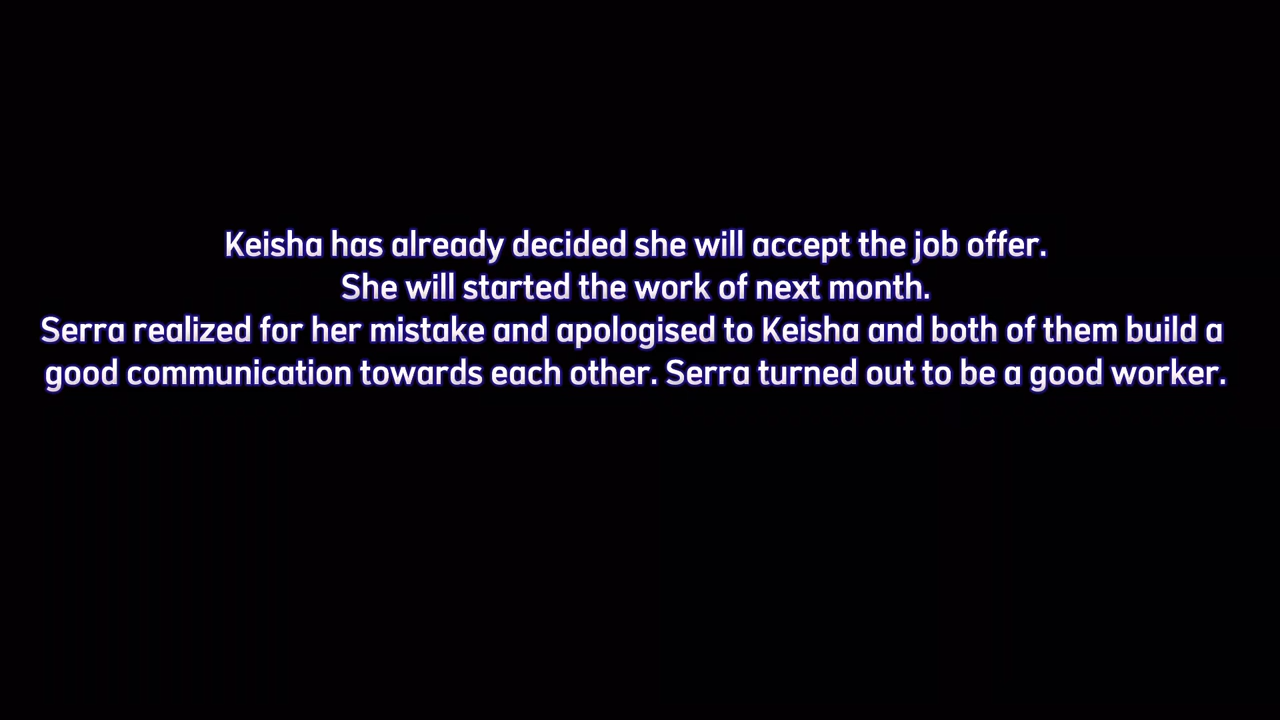 Keisha has already decided she will accept the job offer.
She will started the work of next month.
Serra realized for her mistake and apologised to Keisha and both of them build a
good communication towards each other. Serra turned out to be a good worker.